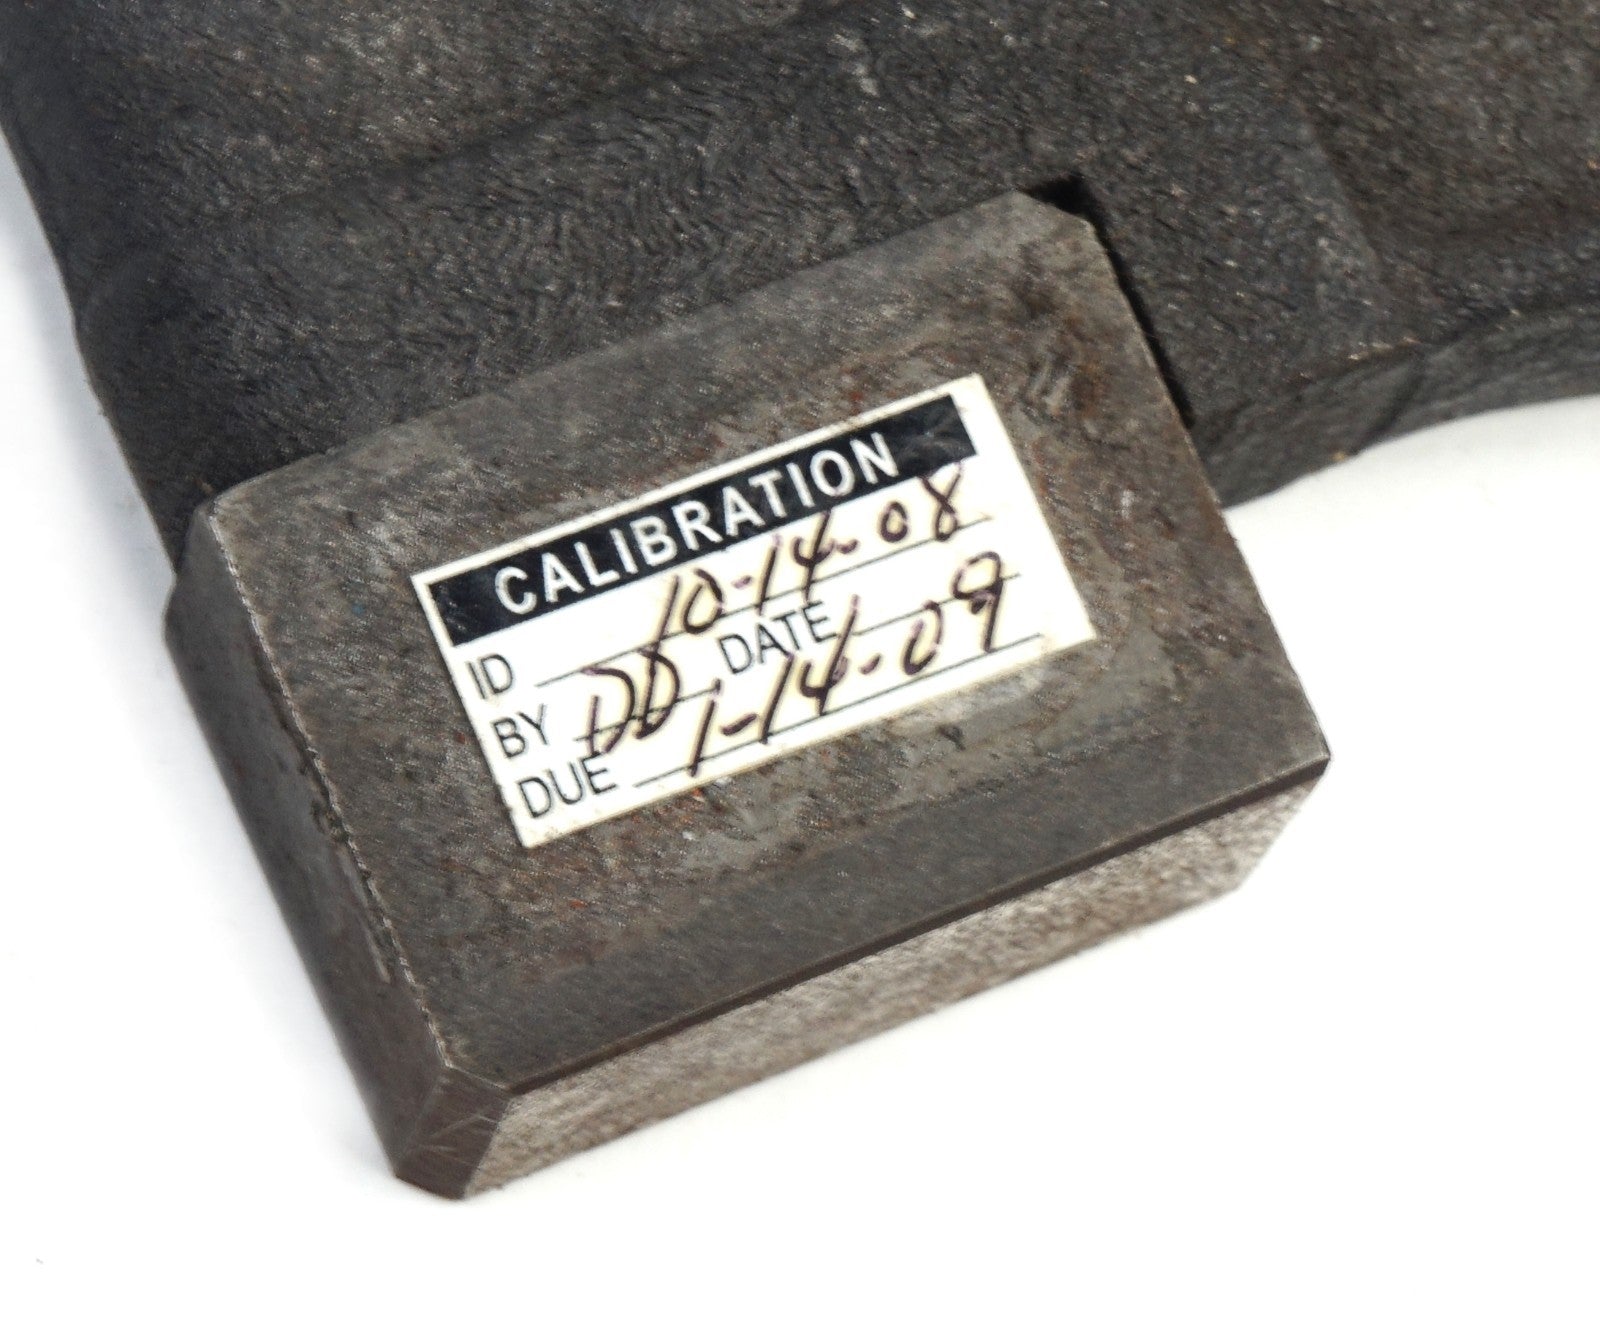 CALIBRATION
ID 10-14-08
BY DD DATE
DUE 1-14-09